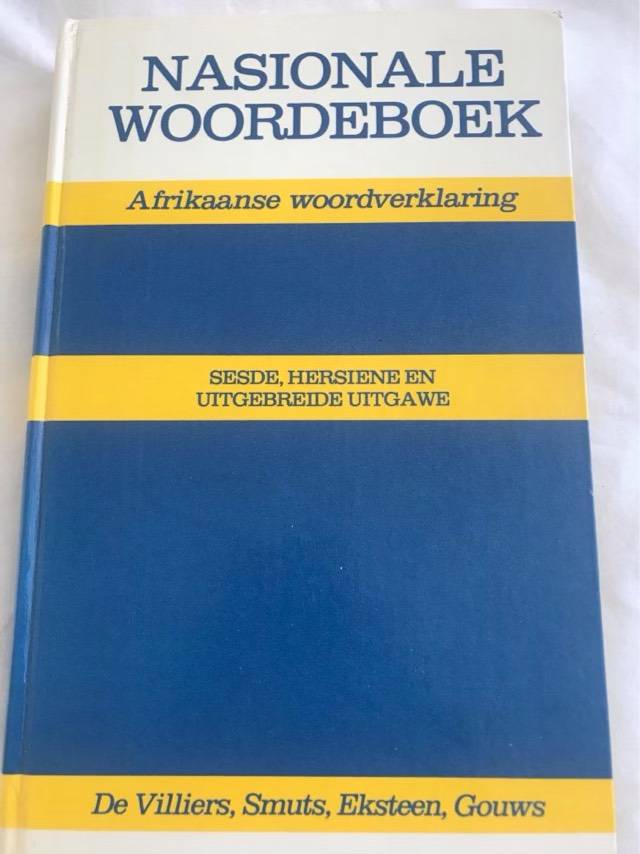 NASIONALE
WOORDEBOEK
Afrikaanse woordverklaring
SESDE, HERSIENE EN
UITGEBREIDE UITGAWE
De Villiers, Smuts, Eksteen, Gouws